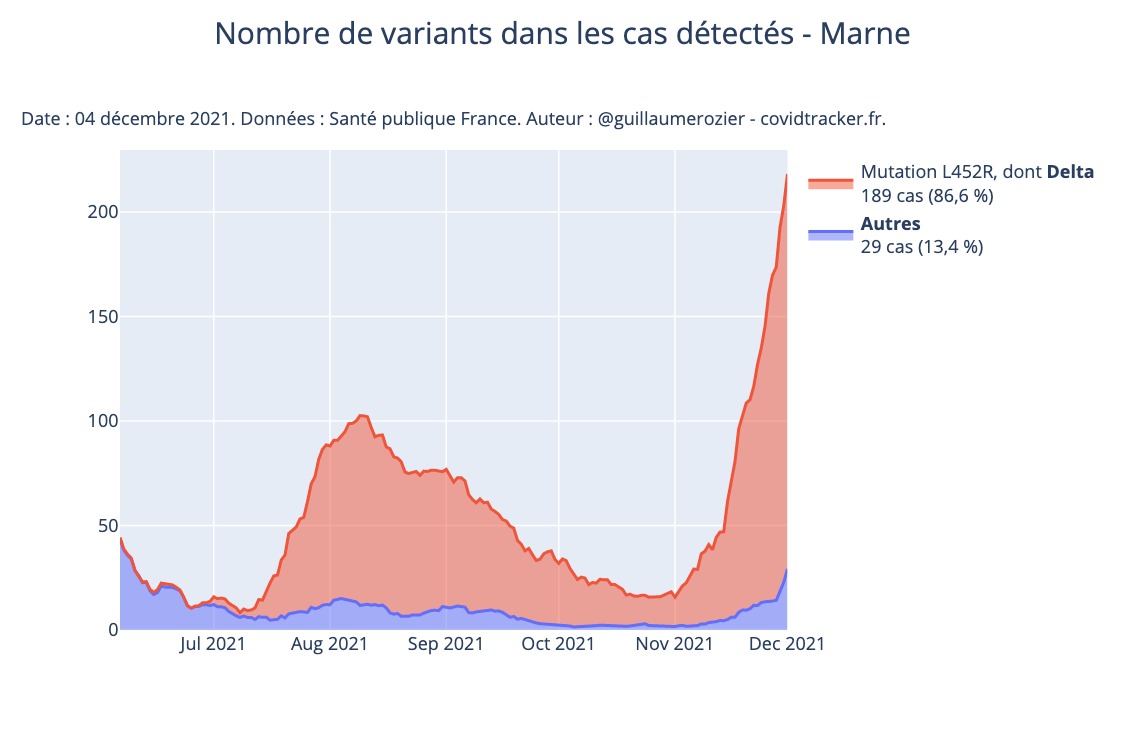 Nombre de variants dans les cas détectés - Marne
Date : 04 décembre 2021. Données : Santé publique France. Auteur : @guillaumerozier - covidtracker.fr.
Mutation L452R, dont Delta
189 cas (86,6 %)
Autres
29 cas (13,4 %)
200
150
100
50
0
Jul 2021 Aug 2021 Sep 2021 Oct 2021 Nov 2021 Dec 2021